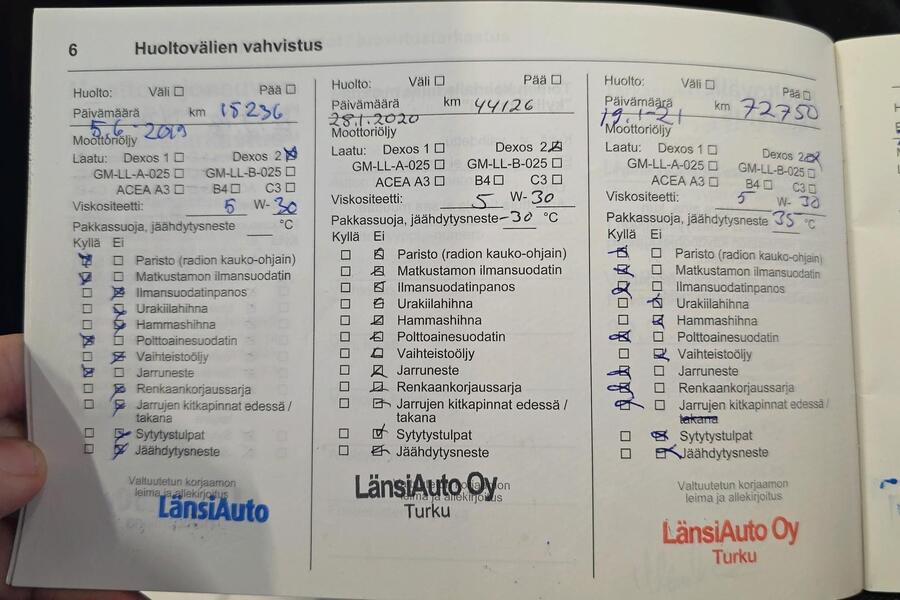 6 Huoltovälien vahvistus
Huolto: Väli Pää
Päivämäärä km 15236
5.6-2019
Moottoriöljy
Laatu: Dexos 1 Dexos 2
GM-LL-A-025 GM-LL-B-025
ACEA A3 B4 C3
Viskositeetti: 5 W-30
Pakkassuoja, jäähdytysneste °C
Kyllä Ei
Paristo (radion kauko-ohjain)
Matkustamon ilmansuodatin
Ilmansuodatinpanos
Urakiilahihna
Hammashihna
Polttoainesuodatin
Vaihteistoöljy
Jarruneste
Renkaankorjaussarja
Jarrujen kitkapinnat edessä /
takana
Sytytystulpat
Jäähdytysneste
Valtuutetun korjaamon
leima ja allekirjoitus
LänsiAuto
Huolto: Väli Pää
Päivämäärä km 44126
28.1.2020
Moottoriöljy
Laatu: Dexos 1 Dexos 2
GM-LL-A-025 GM-LL-B-025
ACEA A3 B4 C3
Viskositeetti: 5 W-30
Pakkassuoja, jäähdytysneste -30 °C
Kyllä Ei
Paristo (radion kauko-ohjain)
Matkustamon ilmansuodatin
Ilmansuodatinpanos
Urakiilahihna
Hammashihna
Polttoainesuodatin
Vaihteistoöljy
Jarruneste
Renkaankorjaussarja
Jarrujen kitkapinnat edessä /
takana
Sytytystulpat
Jäähdytysneste
Valtuutetun korjaamon
leima ja allekirjoitus
LänsiAuto Oy
Turku
Huolto: Väli Pää
Päivämäärä km 72750
19.1-21
Moottoriöljy
Laatu: Dexos 1 Dexos 2
GM-LL-A-025 GM-LL-B-025
ACEA A3 B4 C3
Viskositeetti: 5 W-30
Pakkassuoja, jäähdytysneste 35 °C
Kyllä Ei
Paristo (radion kauko-ohjain)
Matkustamon ilmansuodatin
Ilmansuodatinpanos
Urakiilahihna
Hammashihna
Polttoainesuodatin
Vaihteistoöljy
Jarruneste
Renkaankorjaussarja
Jarrujen kitkapinnat edessä /
takana
Sytytystulpat
Jäähdytysneste
Valtuutetun korjaamon
leima ja allekirjoitus
LänsiAuto Oy
Turku